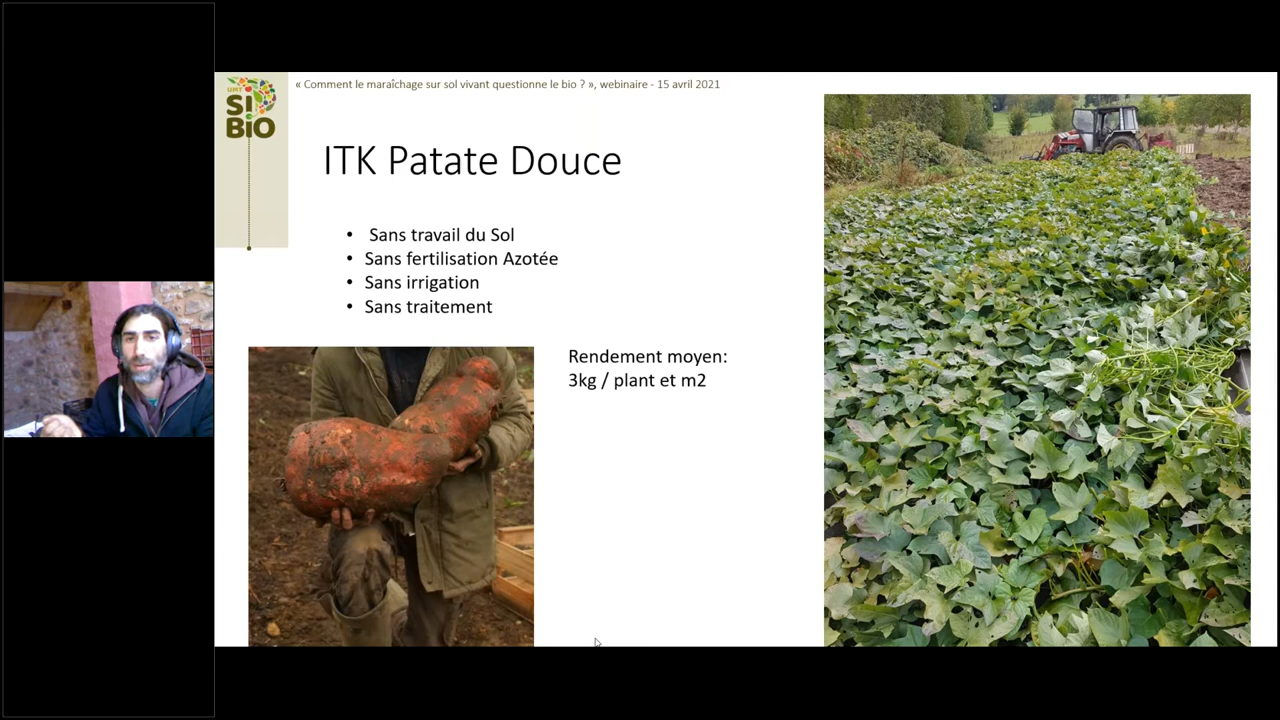 « Comment le maraîchage sur sol vivant questionne le bio ? », webinaire - 15 avril 2021
UMT
SI
BIO
ITK Patate Douce
• Sans travail du Sol
• Sans fertilisation Azotée
• Sans irrigation
• Sans traitement
Rendement moyen:
3kg / plant et m2